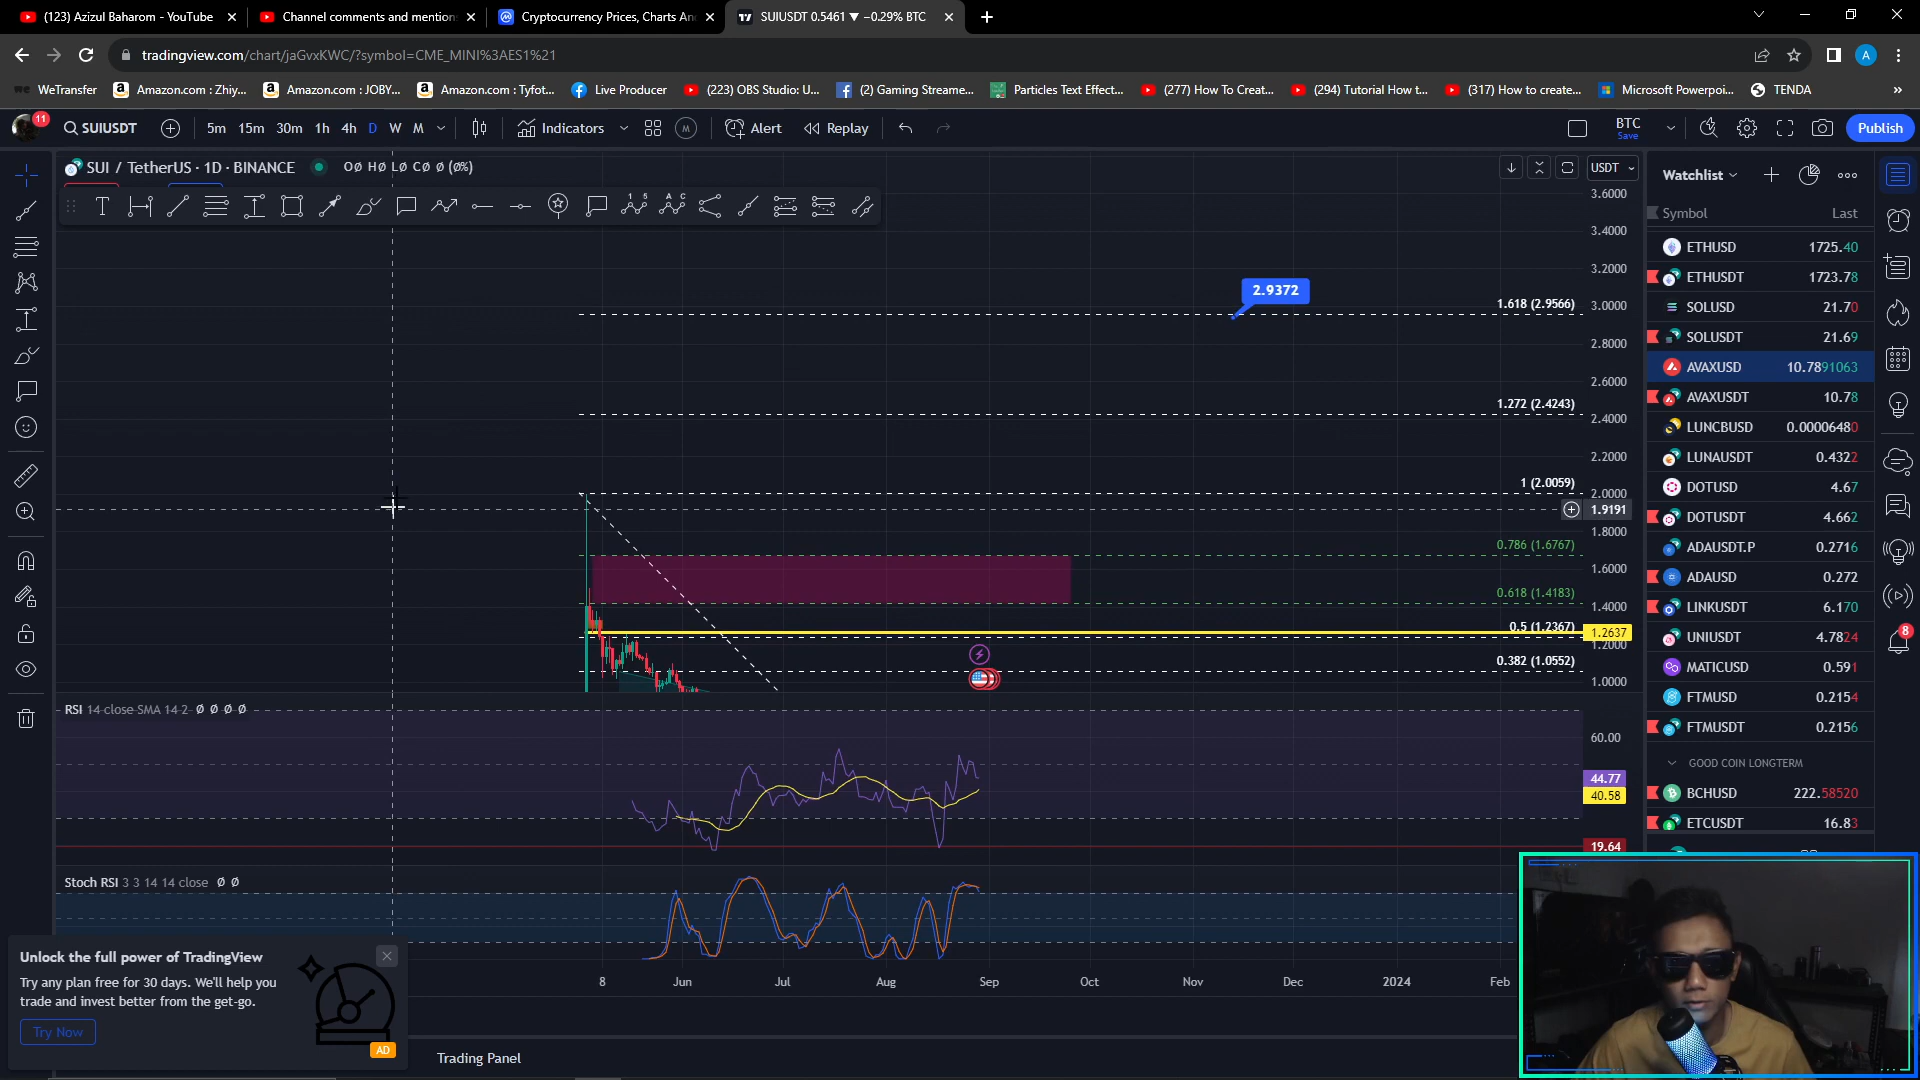 (123) Azizul Baharom - YouTube
Channel comments and mention
Cryptocurrency Prices, Charts An
SUIUSDT 0.5461 ▼ −0.29% BTC
tradingview.com/chart/jaGvxKWC/?symbol=CME_MINI%3AES1%21
A
WeTransfer
Amazon.com : Zhiy...
Amazon.com : JOBY...
Amazon.com : Tyfot...
Live Producer
(223) OBS Studio: U...
(2) Gaming Streame...
Particles Text Effect...
(277) How To Creat...
(294) Tutorial How t...
(317) How to create...
Microsoft Powerpoi...
TENDA
»
11
SUIUSDT
5m 15m 30m 1h 4h D W M
Indicators
M
Alert
Replay
BTC
Save
Publish
SUI / TetherUS · 1D · BINANCE
OØ HØ LØ CØ Ø (Ø%)
USDT
3.6000
3.4000
3.2000
3.0000
2.8000
2.6000
2.4000
2.2000
2.0000
1.9191
1.8000
1.6000
1.4000
1.2637
1.2000
1.0000
2.9372
1.618 (2.9566)
1.272 (2.4243)
1 (2.0059)
0.786 (1.6767)
0.618 (1.4183)
0.5 (1.2367)
0.382 (1.0552)
RSI 14 close SMA 14 2 Ø Ø Ø Ø
60.00
44.77
40.58
19.64
Stoch RSI 3 3 14 14 close Ø Ø
8 Jun Jul Aug Sep Oct Nov Dec 2024 Feb
Unlock the full power of TradingView
Try any plan free for 30 days. We'll help you
trade and invest better from the get-go.
Try Now
AD
Trading Panel
Watchlist
Symbol Last
ETHUSD 1725.40
ETHUSDT 1723.78
SOLUSD 21.70
SOLUSDT 21.69
AVAXUSD 10.7891063
AVAXUSDT 10.78
LUNCBUSD 0.00006480
LUNAUSDT 0.4322
DOTUSD 4.67
DOTUSDT 4.662
ADAUSDT.P 0.2716
ADAUSD 0.272
LINKUSDT 6.170
UNIUSDT 4.7824
MATICUSD 0.591
FTMUSD 0.2154
FTMUSDT 0.2156
GOOD COIN LONGTERM
BCHUSD 222.58520
ETCUSDT 16.83
8